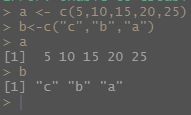 > a <- c(5,10,15,20,25)
> b<-c("c","b","a")
> a
[1]  5 10 15 20 25
> b
[1] "c" "b" "a"
>